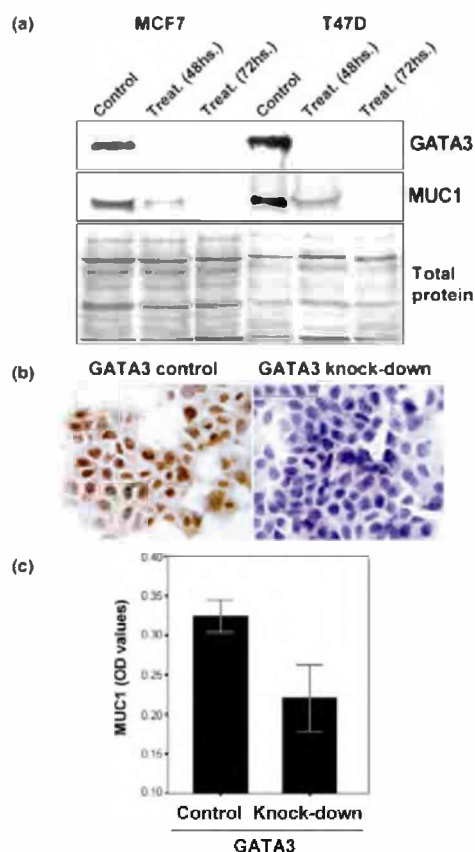 (a)
MCF7 T47D
Control Treat. (48hs.) Treat. (72hs.) Control Treat. (48hs.) Treat. (72hs.)
GATA3
MUC1
Total
protein
(b)
GATA3 control GATA3 knock-down
(c)
MUC1 (OD values)
0.40
0.30
0.25
0.20
0.15
0.10
Control Knock-down
GATA3